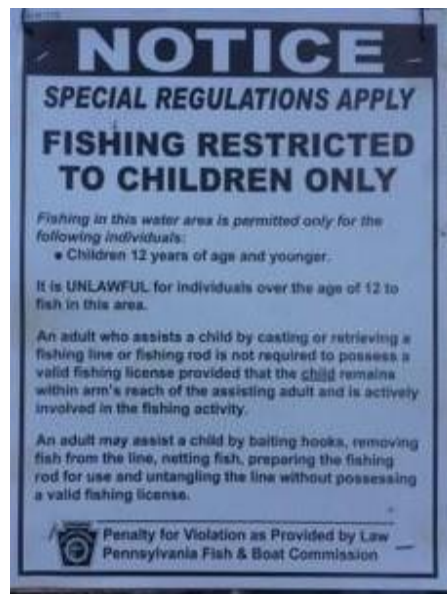 NOTICE
SPECIAL REGULATIONS APPLY
FISHING RESTRICTED
TO CHILDREN ONLY
Fishing in this water area is permitted only for the
following individuals:
• Children 12 years of age and younger.
It is UNLAWFUL for individuals over the age of 12 to
fish in this area.
An adult who assists a child by casting or retrieving a
fishing line or fishing rod is not required to possess a
valid fishing license provided that the child remains
within arm's reach of the assisting adult and is actively
involved in the fishing activity.
An adult may assist a child by baiting hooks, removing
fish from the line, netting fish, preparing the fishing
rod for use and untangling the line without possessing
a valid fishing license.
Penalty for Violation as Provided by Law
Pennsylvania Fish & Boat Commission